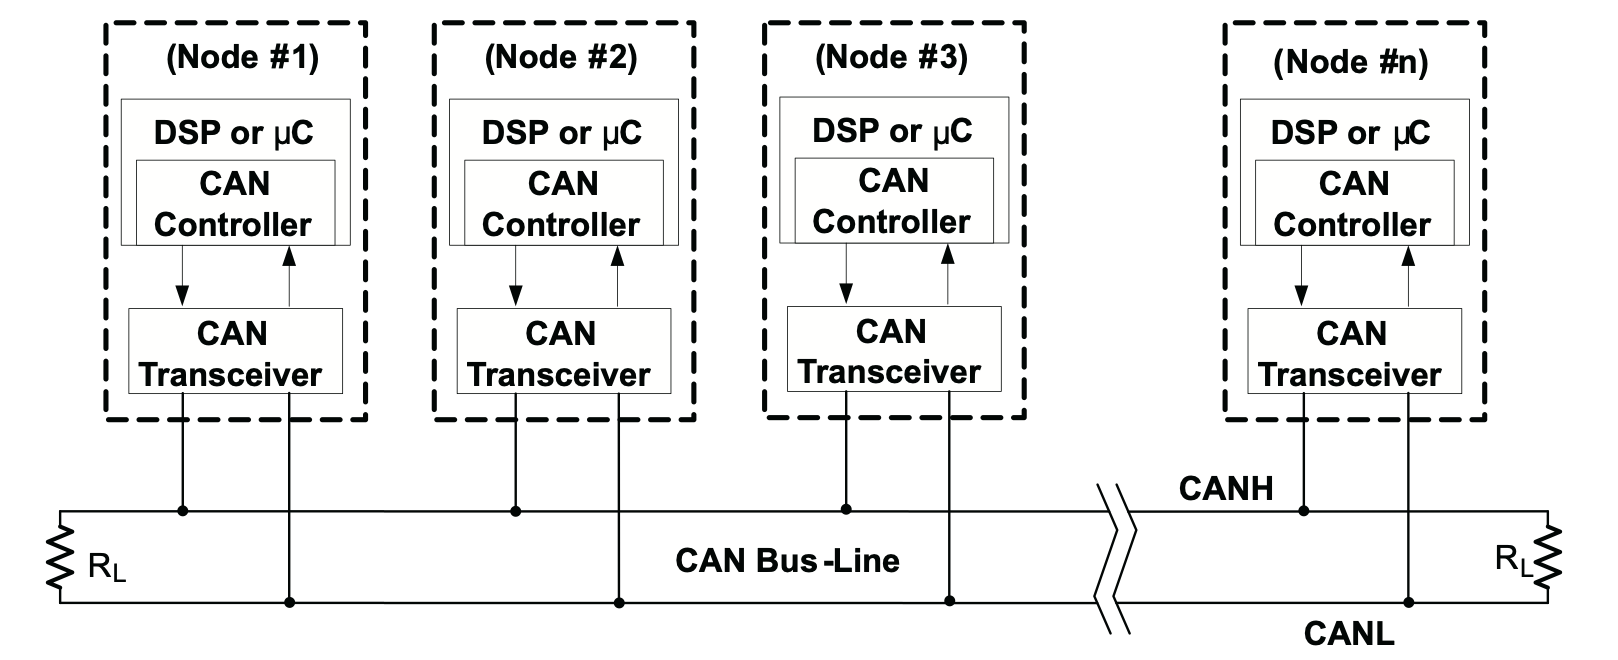 (Node #1)
DSP or µC
CAN
Controller
CAN
Transceiver
(Node #2)
DSP or µC
CAN
Controller
CAN
Transceiver
(Node #3)
DSP or µC
CAN
Controller
CAN
Transceiver
(Node #n)
DSP or µC
CAN
Controller
CAN
Transceiver
CANH
RL
CAN Bus-Line
RL
CANL